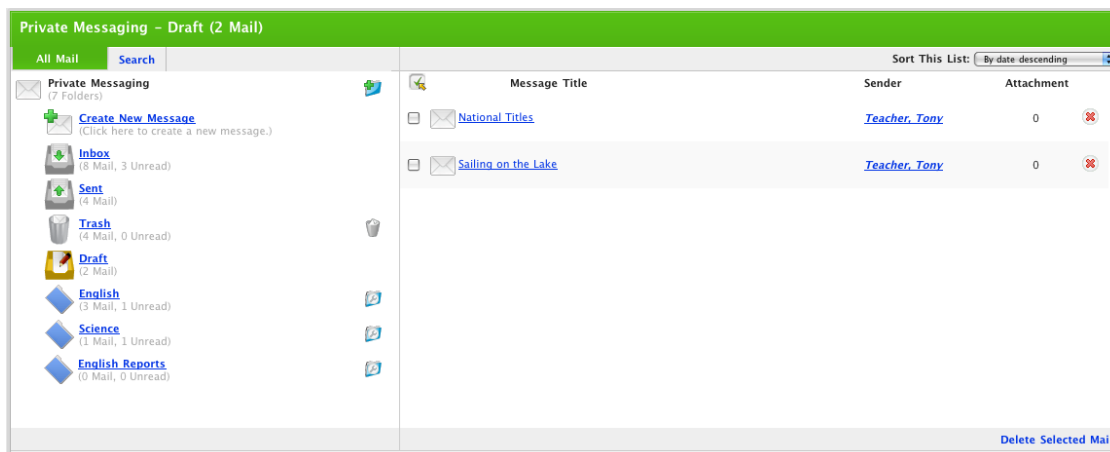 Private Messaging - Draft (2 Mail)
All Mail
Search
Sort This List: By date descending
Private Messaging
(7 Folders)
Create New Message
(Click here to create a new message.)
Inbox
(8 Mail, 3 Unread)
Sent
(4 Mail)
Trash
(4 Mail, 0 Unread)
Draft
(2 Mail)
English
(3 Mail, 1 Unread)
Science
(1 Mail, 1 Unread)
English Reports
(0 Mail, 0 Unread)
Message Title Sender Attachment
National Titles Teacher, Tony 0
Sailing on the Lake Teacher, Tony 0
Delete Selected Mai